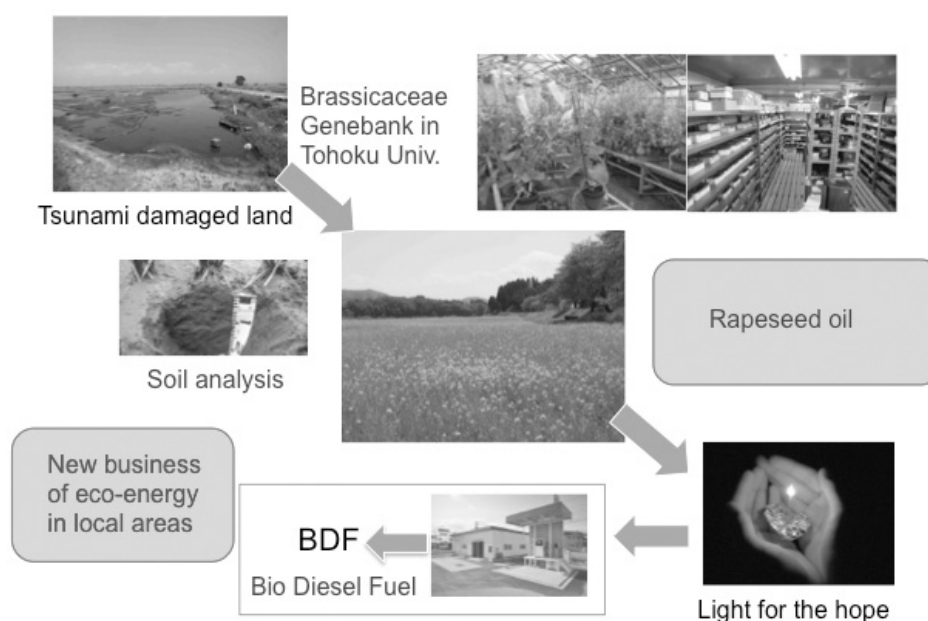 Brassicaceae
Genebank in
Tohoku Univ.
Tsunami damaged land
Soil analysis
Rapeseed oil
New business
of eco-energy
in local areas
BDF
Bio Diesel Fuel
Light for the hope